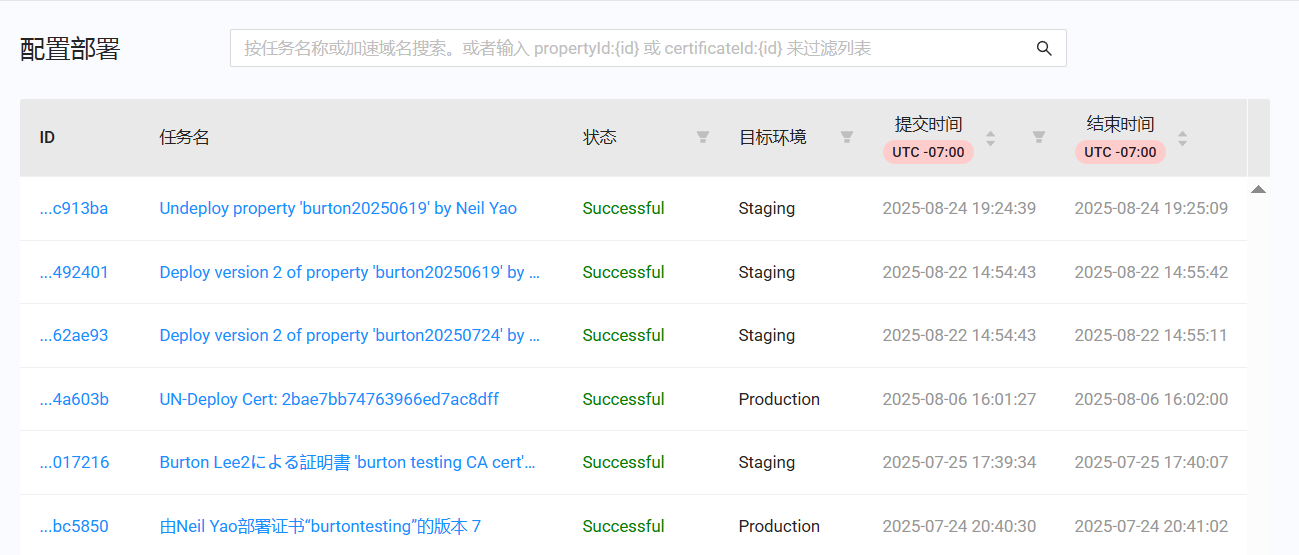 配置部署
按任务名称或加速域名搜索。或者输入 propertyId:{id} 或 certificateId:{id} 来过滤列表
ID 任务名 状态 目标环境 提交时间 结束时间
UTC -07:00 UTC -07:00
...c913ba Undeploy property 'burton20250619' by Neil Yao Successful Staging 2025-08-24 19:24:39 2025-08-24 19:25:09
...492401 Deploy version 2 of property 'burton20250619' by ... Successful Staging 2025-08-22 14:54:43 2025-08-22 14:55:42
...62ae93 Deploy version 2 of property 'burton20250724' by ... Successful Staging 2025-08-22 14:54:43 2025-08-22 14:55:11
...4a603b UN-Deploy Cert: 2bae7bb74763966ed7ac8dff Successful Production 2025-08-06 16:01:27 2025-08-06 16:02:00
...017216 Burton Lee2による証明書 'burton testing CA cert'... Successful Staging 2025-07-25 17:39:34 2025-07-25 17:40:07
...bc5850 由Neil Yao部署证书“burtontesting”的版本 7 Successful Production 2025-07-24 20:40:30 2025-07-24 20:41:02